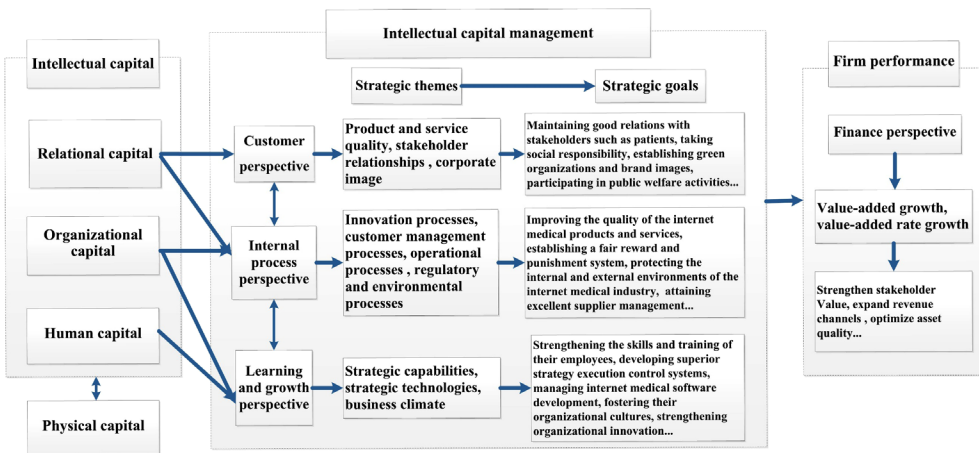 Intellectual capital
Relational capital
Organizational
capital
Human capital
Physical capital
Intellectual capital management
Strategic themes
Strategic goals
Customer
perspective
Product and service
quality, stakeholder
relationships , corporate
image
Maintaining good relations with
stakeholders such as patients, taking
social responsibility, establishing green
organizations and brand images,
participating in public welfare activities...
Internal
process
perspective
Innovation processes,
customer management
processes, operational
processes , regulatory
and environmental
processes
Improving the quality of the internet
medical products and services,
establishing a fair reward and
punishment system, protecting the
internal and external environments of the
internet medical industry, attaining
excellent supplier management...
Learning
and growth
perspective
Strategic capabilities,
strategic technologies,
business climate
Strengthening the skills and training of
their employees, developing superior
strategy execution control systems,
managing internet medical software
development, fostering their
organizational cultures, strengthening
organizational innovation...
Firm performance
Finance perspective
Value-added growth,
value-added rate growth
Strengthen stakeholder
Value, expand revenue
channels , optimize asset
quality...